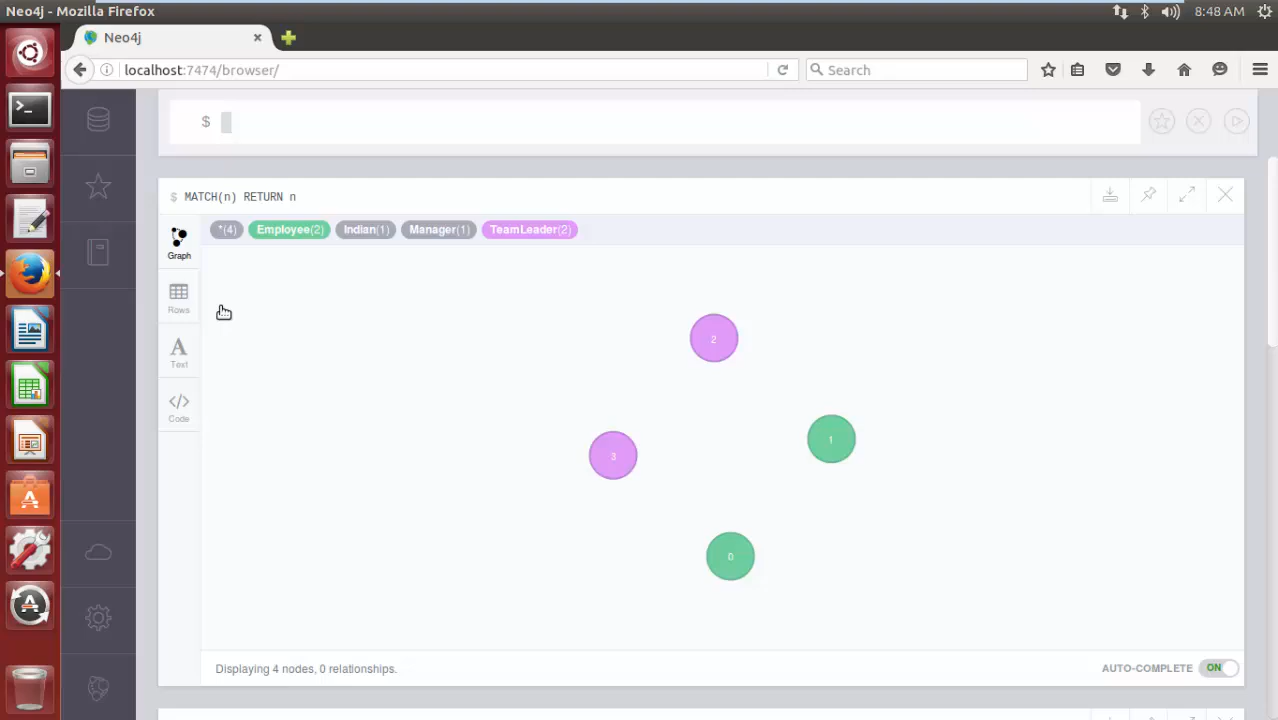 Neo4j - Mozilla Firefox
8:48 AM
Neo4j
localhost:7474/browser/
Search
$
$ MATCH(n) RETURN n
*(4) Employee(2) Indian(1) Manager(1) TeamLeader(2)
Graph
Rows
Text
Code
2
1
3
0
Displaying 4 nodes, 0 relationships.
AUTO-COMPLETE ON